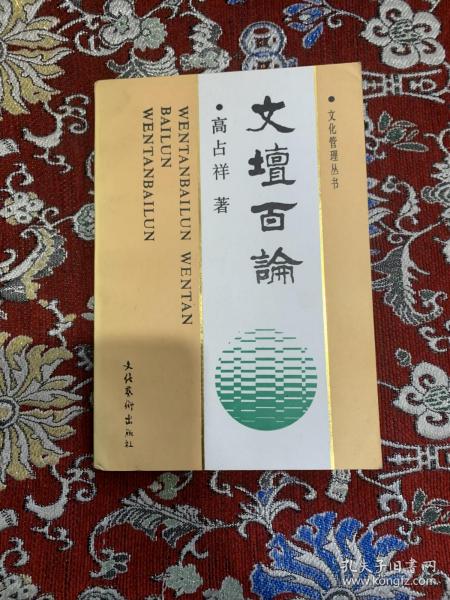 •文化管理丛书
文壇百論
•高占祥 著
WENTANBAILUN WENTAN
BAILUN
WENTANBAILUN
文化艺术出版社
孔夫子旧书网
www.kongfz.com